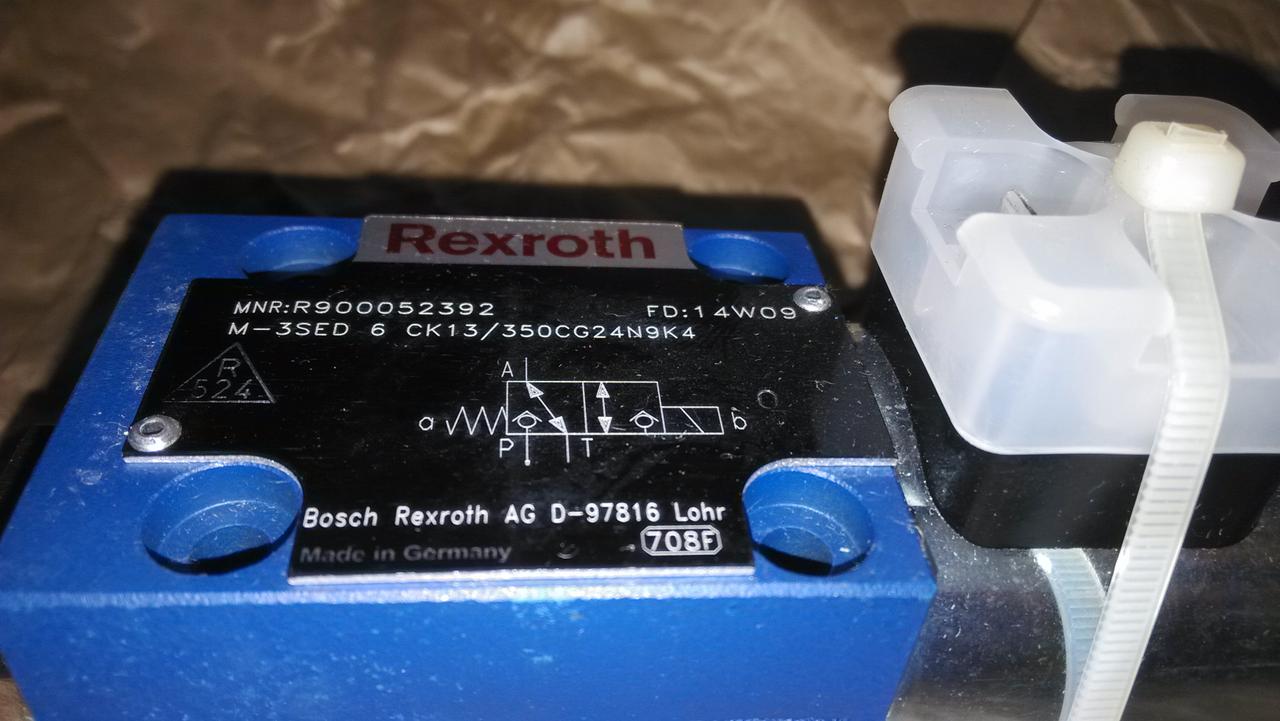 Rexroth
MNR:R900052392 FD:14W09
M-3SED 6 CK13/350CG24N9K4
R
524
A
a b
P T
Bosch Rexroth AG D-97816 Lohr
708F
Made in Germany